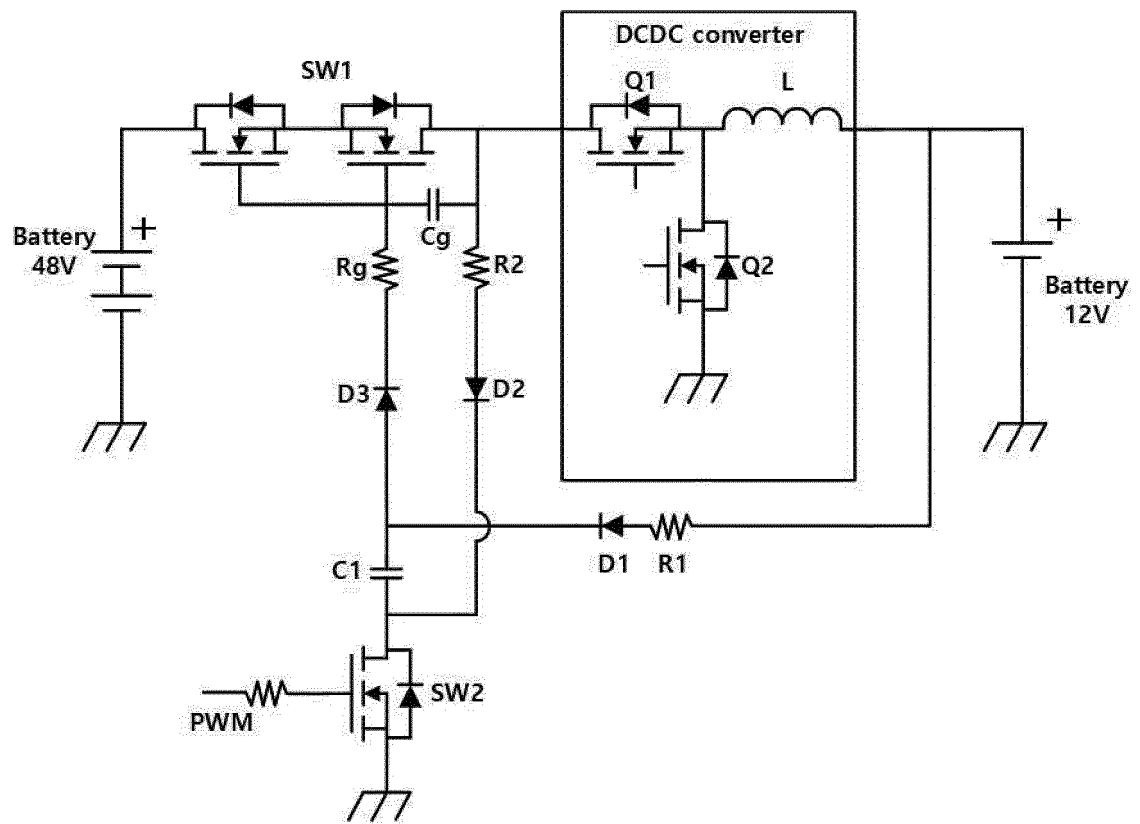 DCDC converter
SW1
Q1
L
+
Battery
48V
Cg
Rg
R2
Q2
+
Battery
12V
D3
D2
C1
D1
R1
SW2
PWM